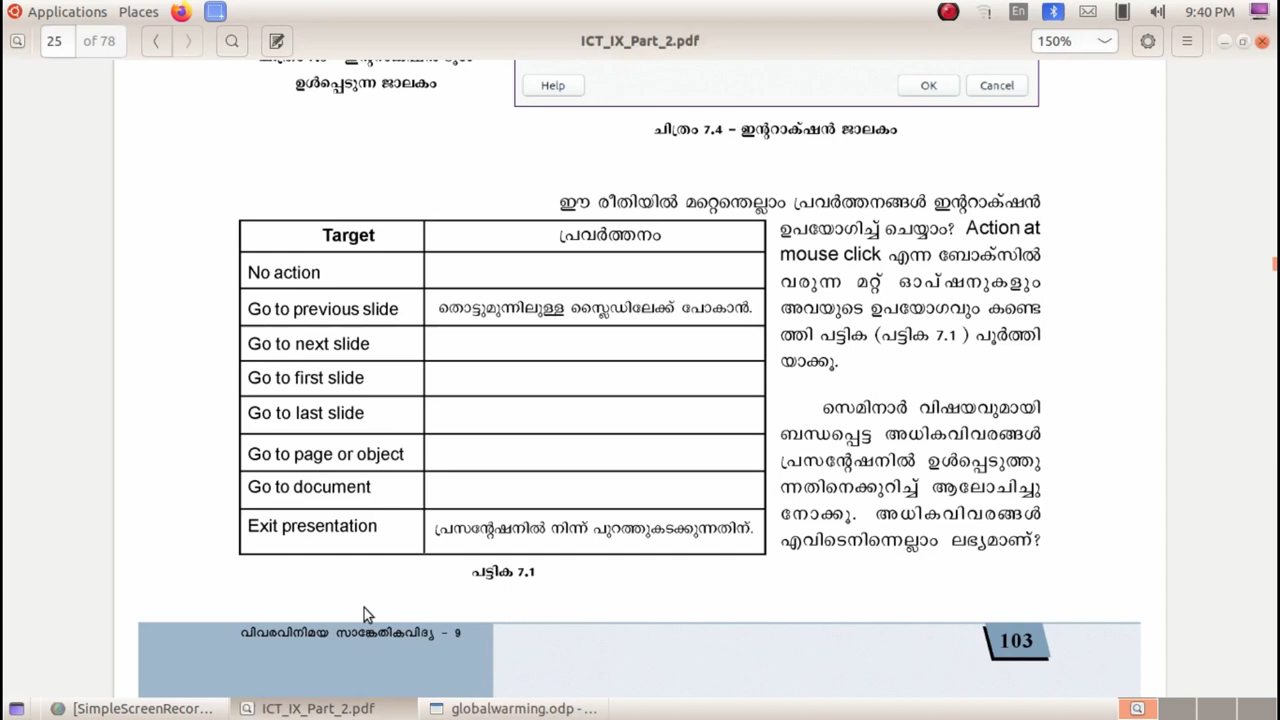 Applications Places En 9:40 PM
25 of 78 ICT_IX_Part_2.pdf 150%
ഉൾപ്പെടുന്ന ജാലകം
Help OK Cancel
ചിത്രം 7.4 – ഇന്ററാക്ഷൻ ജാലകം
ഈ രീതിയിൽ മറ്റെന്തെല്ലാം പ്രവർത്തനങ്ങൾ ഇന്ററാക്ഷൻ
ഉപയോഗിച്ച് ചെയ്യാം? Action at
mouse click എന്ന ബോക്സിൽ
വരുന്ന മറ്റ് ഓപ്ഷനുകളും
അവയുടെ ഉപയോഗവും കണ്ടെ
ത്തി പട്ടിക (പട്ടിക 7.1 ) പൂർത്തി
യാക്കൂ.
Target പ്രവർത്തനം
No action
Go to previous slide തൊട്ടുമുന്നിലുള്ള സ്ലൈഡിലേക്ക് പോകാൻ.
Go to next slide
Go to first slide
Go to last slide
Go to page or object
Go to document
Exit presentation പ്രസന്റേഷനിൽ നിന്ന് പുറത്തുകടക്കുന്നതിന്.
പട്ടിക 7.1
സെമിനാർ വിഷയവുമായി
ബന്ധപ്പെട്ട അധികവിവരങ്ങൾ
പ്രസന്റേഷനിൽ ഉൾപ്പെടുത്തു
ന്നതിനെക്കുറിച്ച് ആലോചിച്ചു
നോക്കൂ. അധികവിവരങ്ങൾ
എവിടെനിന്നെല്ലാം ലഭ്യമാണ്?
വിവരവിനിമയ സാങ്കേതികവിദ്യ – 9
103
[SimpleScreenRecor... ICT_IX_Part_2.pdf globalwarming.odp - ...